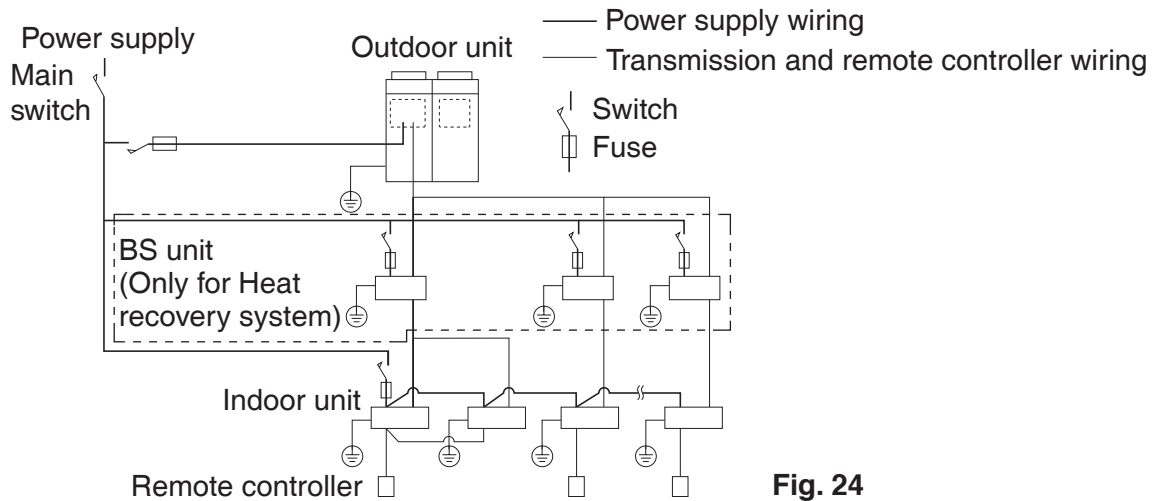 Power supply
Main
switch
Outdoor unit
Power supply wiring
Transmission and remote controller wiring
Switch
Fuse
BS unit
(Only for Heat
recovery system)
Indoor unit
Remote controller
Fig. 24